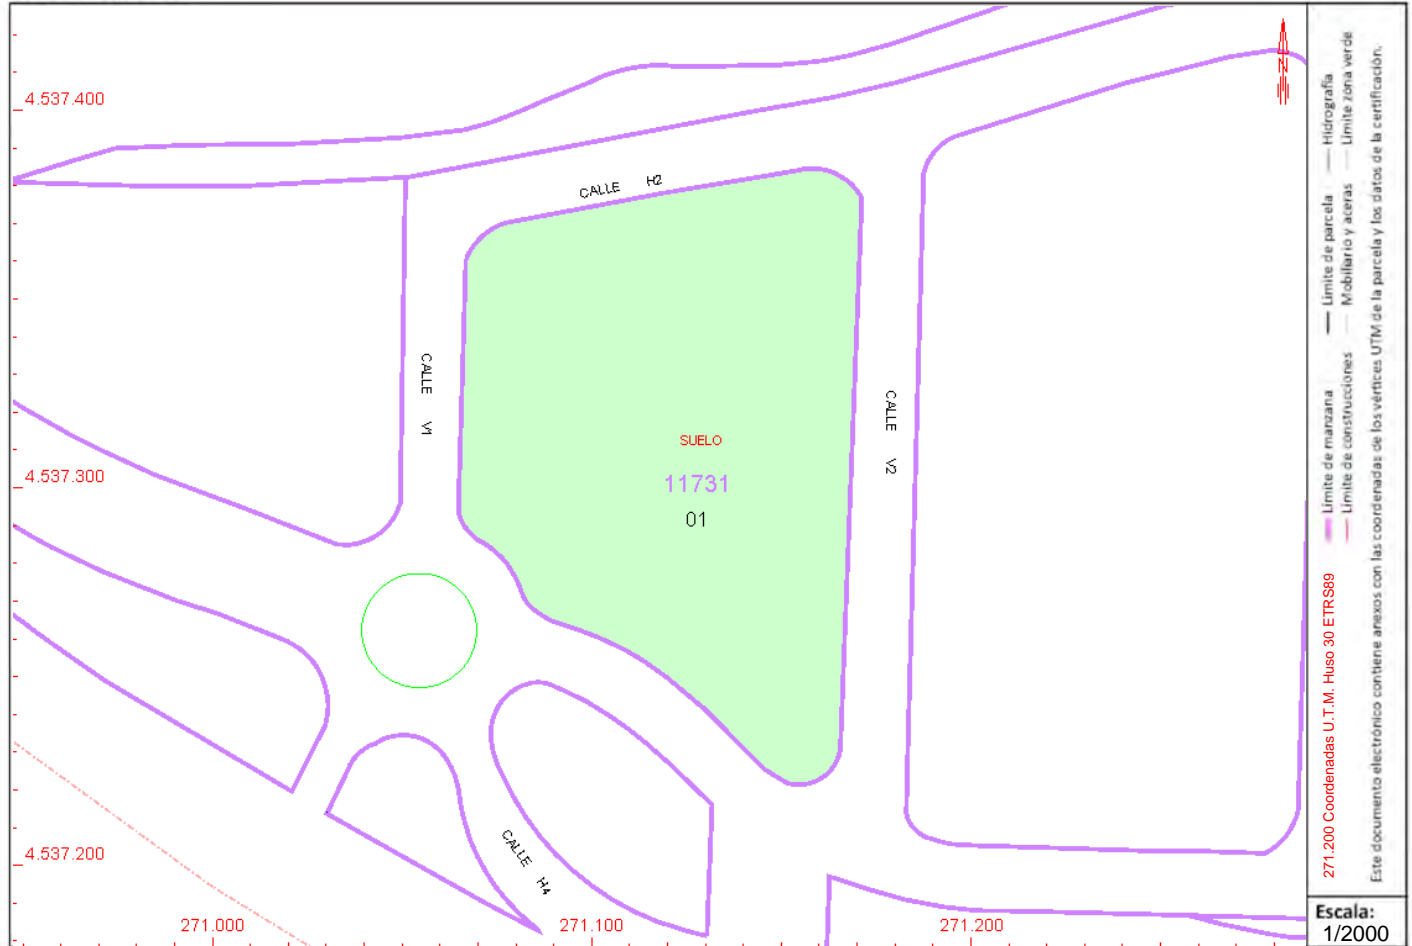 4.537.400
CALLE H2
CALLE V1
CALLE V2
SUELO
4.537.300
11731
01
CALLE H4
4.537.200
271.000
271.100
271.200
N
271.200 Coordenadas U.T.M. Huso 30 ETRS89
Límite de manzana
Límite de parcela
Hidrografía
Límite de construcciones
Mobiliario y aceras
Límite zona verde
Este documento electrónico contiene anexos con las coordenadas de los vértices UTM de la parcela y los datos de la certificación.
Escala:
1/2000